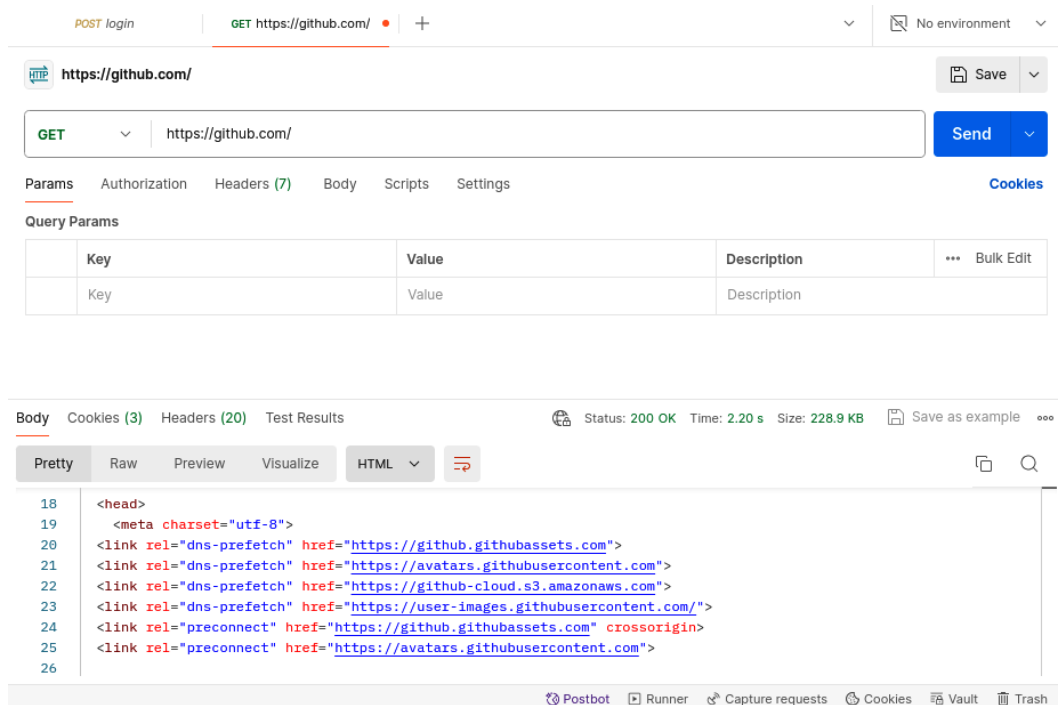 POST login GET https://github.com/ No environment
HTTP https://github.com/ Save
GET https://github.com/ Send
Params Authorization Headers (7) Body Scripts Settings Cookies
Query Params
Key Value Description Bulk Edit
Key Value Description
Body Cookies (3) Headers (20) Test Results Status: 200 OK Time: 2.20 s Size: 228.9 KB Save as example
Pretty Raw Preview Visualize HTML
18 <head>
19 <meta charset="utf-8">
20 <link rel="dns-prefetch" href="https://github.githubassets.com">
21 <link rel="dns-prefetch" href="https://avatars.githubusercontent.com">
22 <link rel="dns-prefetch" href="https://github-cloud.s3.amazonaws.com">
23 <link rel="dns-prefetch" href="https://user-images.githubusercontent.com/">
24 <link rel="preconnect" href="https://github.githubassets.com" crossorigin>
25 <link rel="preconnect" href="https://avatars.githubusercontent.com">
26
Postbot Runner Capture requests Cookies Vault Trash